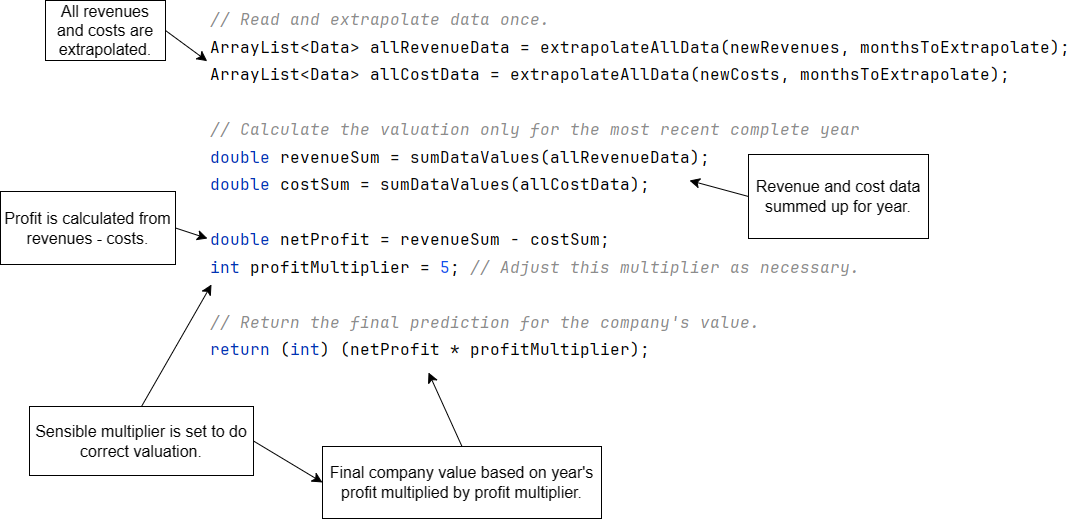 All revenues
and costs are
extrapolated.
// Read and extrapolate data once.
ArrayList<Data> allRevenueData = extrapolateAllData(newRevenues, monthsToExtrapolate);
ArrayList<Data> allCostData = extrapolateAllData(newCosts, monthsToExtrapolate);
// Calculate the valuation only for the most recent complete year
double revenueSum = sumDataValues(allRevenueData);
double costSum = sumDataValues(allCostData);
Revenue and cost data
summed up for year.
Profit is calculated from
revenues - costs.
double netProfit = revenueSum - costSum;
int profitMultiplier = 5; // Adjust this multiplier as necessary.
// Return the final prediction for the company's value.
return (int) (netProfit * profitMultiplier);
Sensible multiplier is set to do
correct valuation.
Final company value based on year's
profit multiplied by profit multiplier.